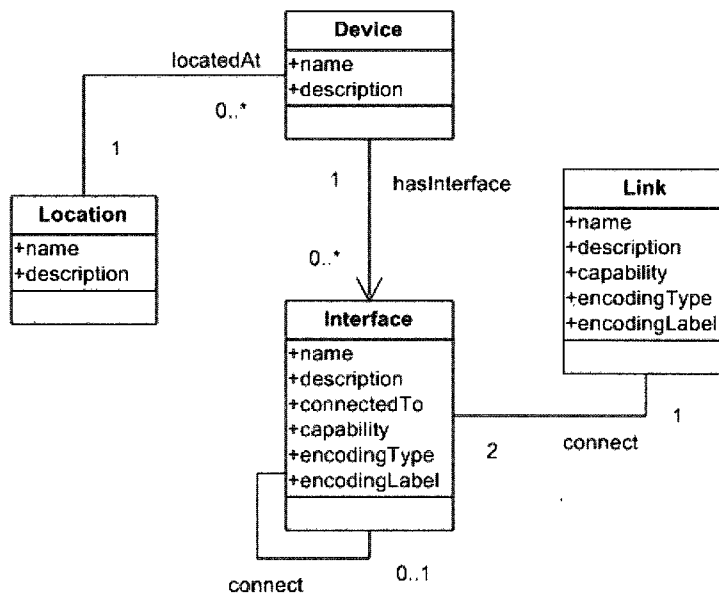 Device
+name
+description
locatedAt
0..*
1
Location
+name
+description
1
hasInterface
0..*
Link
+name
+description
+capability
+encodingType
+encodingLabel
Interface
+name
+description
+connectedTo
+capability
+encodingType
+encodingLabel
2
connect
1
connect
0..1